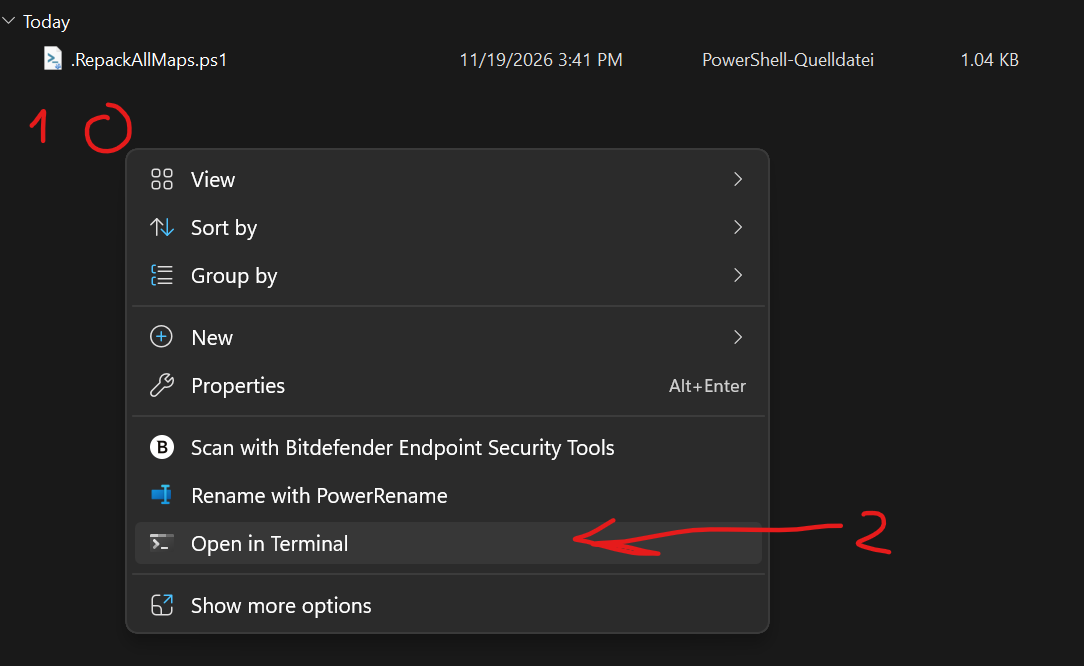 Today
.RepackAllMaps.ps1 11/19/2026 3:41 PM PowerShell-Quelldatei 1.04 KB
1
View
Sort by
Group by
New
Properties Alt+Enter
B Scan with Bitdefender Endpoint Security Tools
Rename with PowerRename
Open in Terminal 2
Show more options